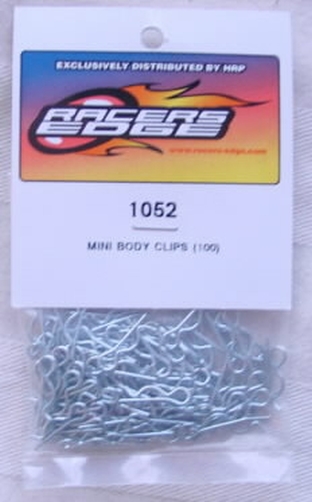 EXCLUSIVELY DISTRIBUTED BY HRP
RACERS
EDGE
www.racers-edge.com
1052
MINI BODY CLIPS (100)